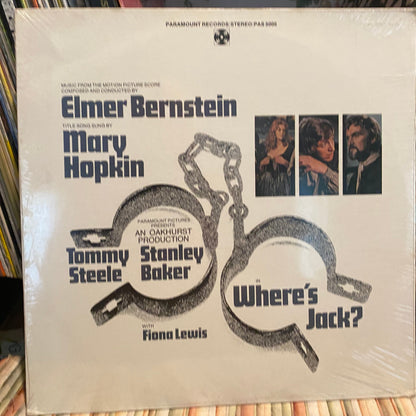 PARAMOUNT RECORDS/STEREO/PAS 5005
MUSIC FROM THE MOTION PICTURE SCORE
COMPOSED AND CONDUCTED BY
Elmer Bernstein
TITLE SONG SUNG BY
Mary
Hopkin
PARAMOUNT PICTURES
PRESENTS
AN OAKHURST
PRODUCTION
Tommy
Steele
Stanley
Baker
IN
Where's
Jack?
WITH
Fiona Lewis